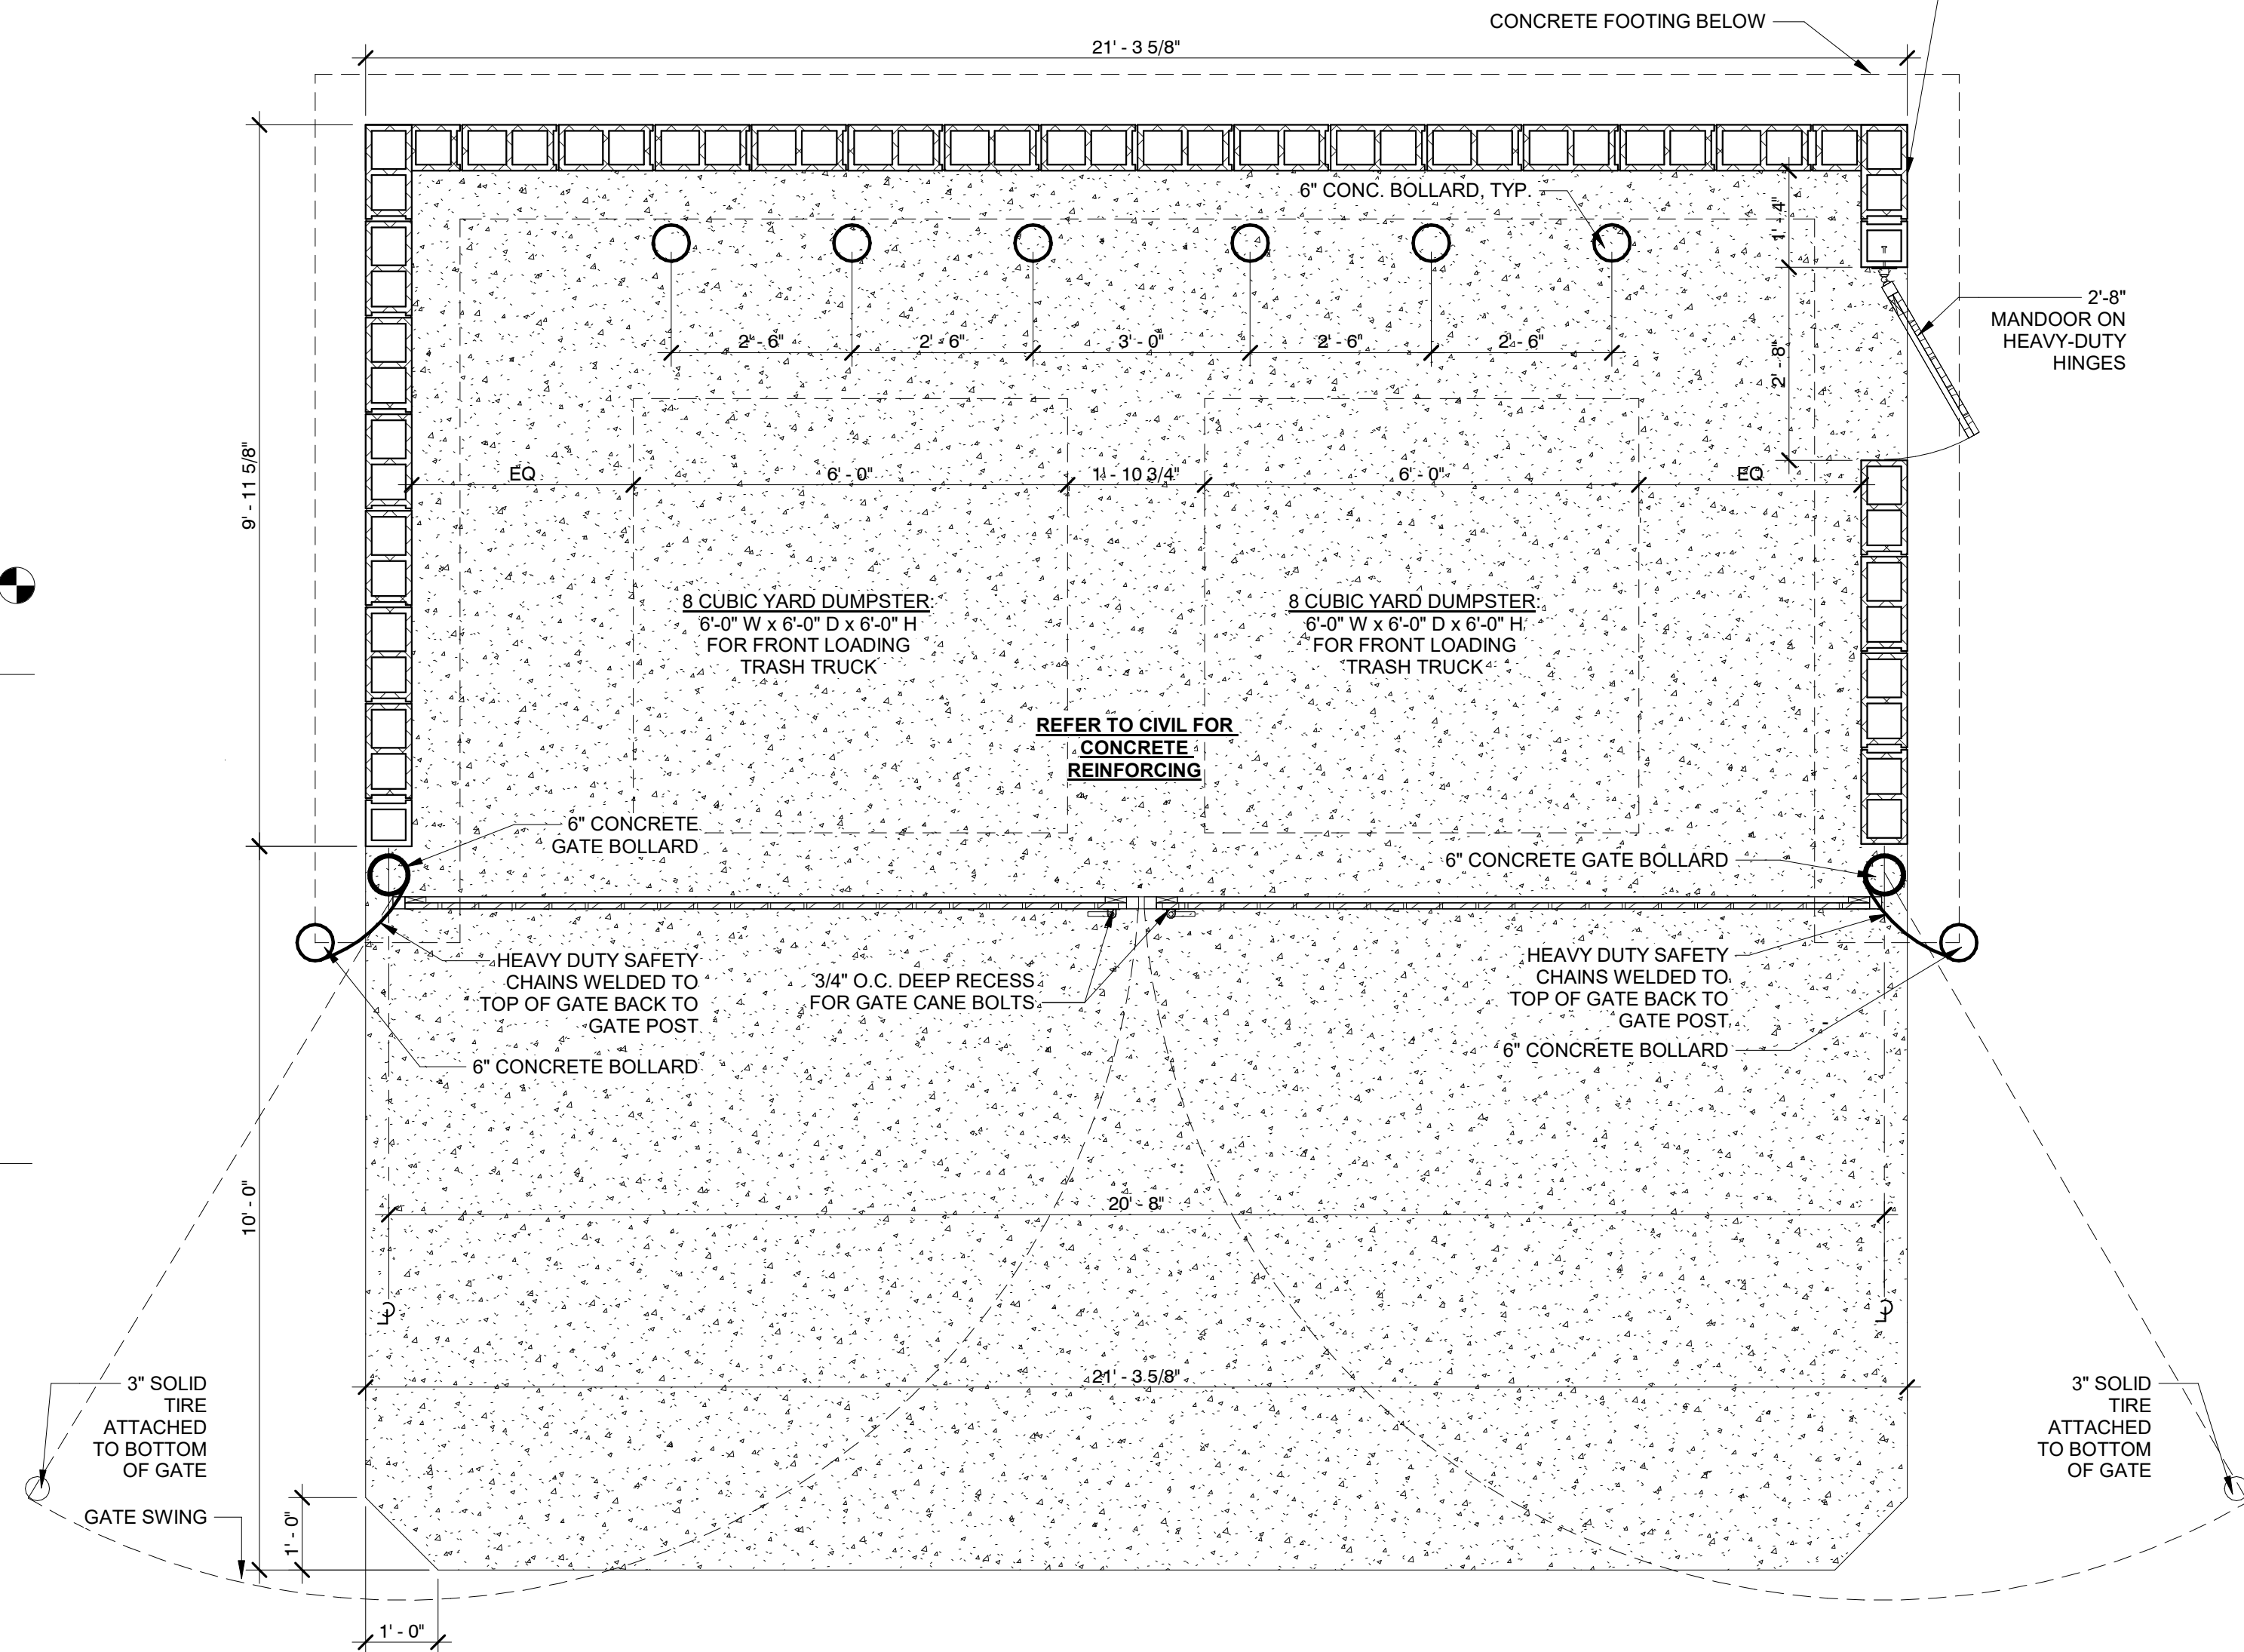 CONCRETE FOOTING BELOW
21' - 3 5/8"
6" CONC. BOLLARD, TYP.
1' - 4"
2'-8"
MANDOOR ON
HEAVY-DUTY
HINGES
2' - 6"
2' - 6"
3' - 0"
2' - 6"
2' - 6"
2' - 8"
9' - 11 5/8"
EQ
6' - 0"
1' - 10 3/4"
6' - 0"
EQ
8 CUBIC YARD DUMPSTER:
6'-0" W x 6'-0" D x 6'-0" H
FOR FRONT LOADING
TRASH TRUCK
8 CUBIC YARD DUMPSTER:
6'-0" W x 6'-0" D x 6'-0" H
FOR FRONT LOADING
TRASH TRUCK
REFER TO CIVIL FOR
CONCRETE
REINFORCING
6" CONCRETE
GATE BOLLARD
6" CONCRETE GATE BOLLARD
HEAVY DUTY SAFETY
CHAINS WELDED TO
TOP OF GATE BACK TO
GATE POST
3/4" O.C. DEEP RECESS
FOR GATE CANE BOLTS
HEAVY DUTY SAFETY
CHAINS WELDED TO
TOP OF GATE BACK TO
GATE POST
6" CONCRETE BOLLARD
6" CONCRETE BOLLARD
10' - 0"
20' - 8"
21' - 3 5/8"
3" SOLID
TIRE
ATTACHED
TO BOTTOM
OF GATE
3" SOLID
TIRE
ATTACHED
TO BOTTOM
OF GATE
GATE SWING
1' - 0"
1' - 0"